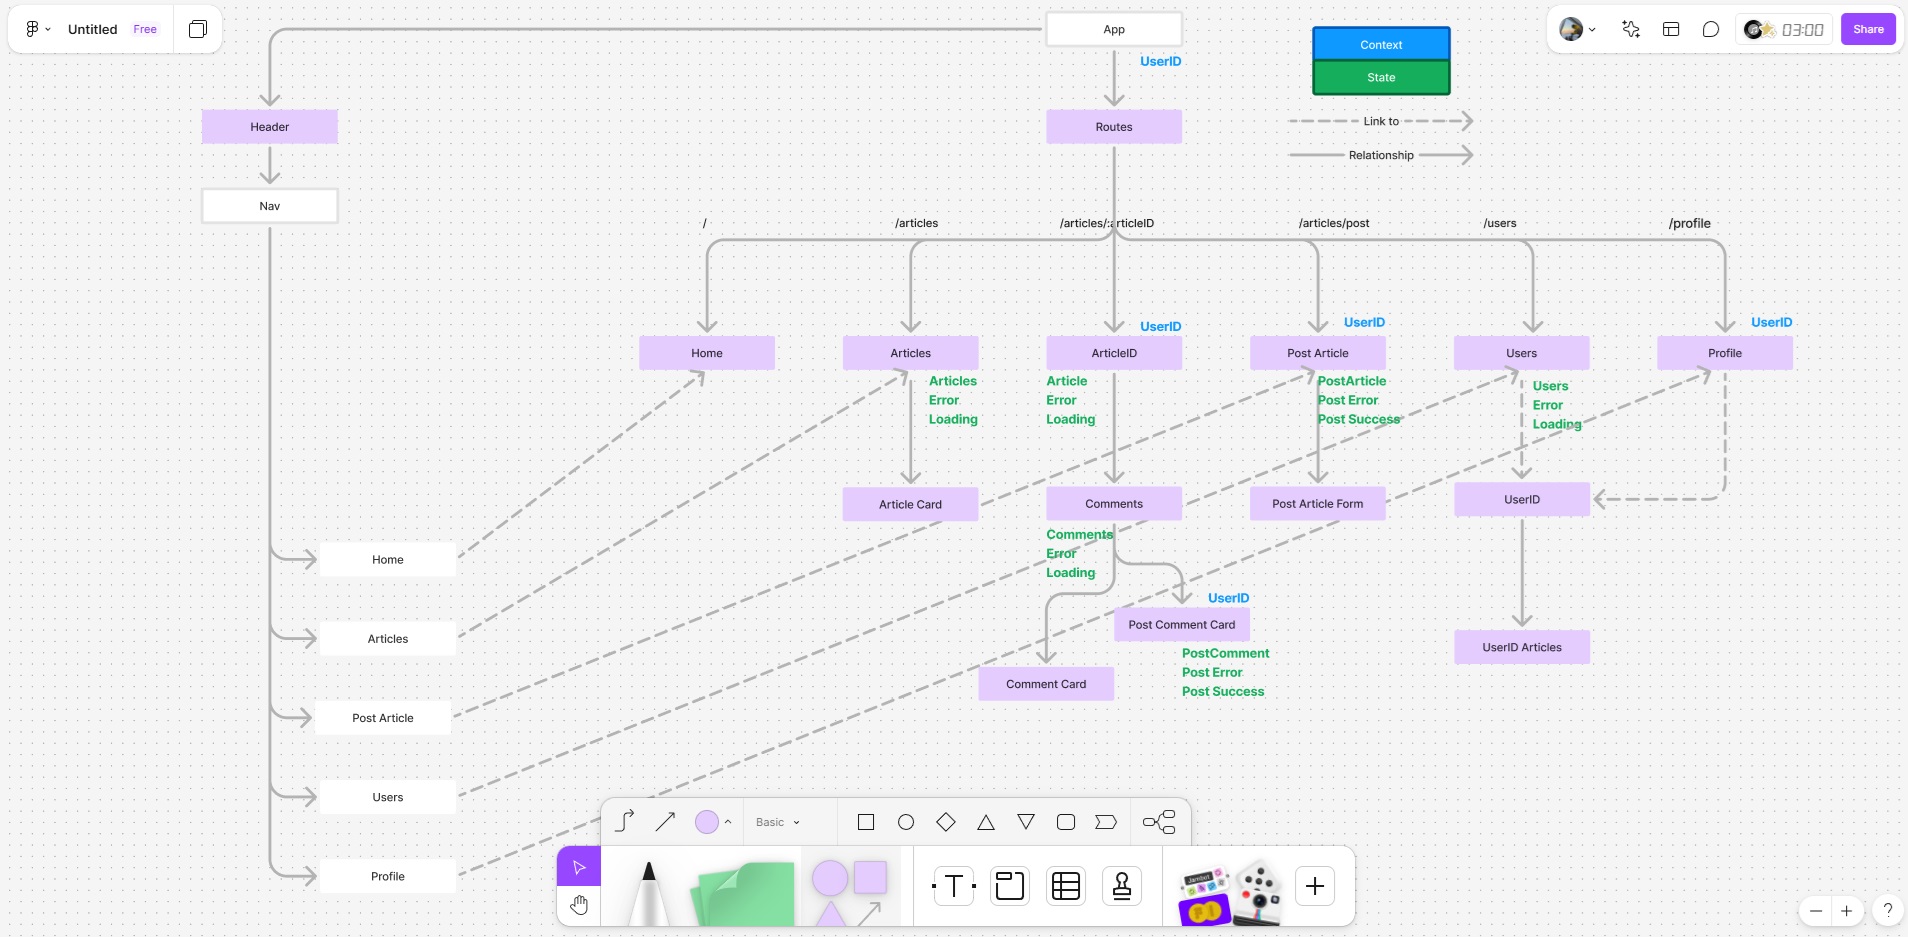 Untitled
Free
App
UserID
Context
State
Link to
Relationship
03:00
Share
Header
Routes
Nav
/
/articles
/articles/:articleID
/articles/post
/users
/profile
UserID
UserID
UserID
Home
Articles
ArticleID
Post Article
Users
Profile
Articles
Error
Loading
Article
Error
Loading
PostArticle
Post Error
Post Success
Users
Error
Loading
Article Card
Comments
Post Article Form
UserID
Comments
Error
Loading
Home
UserID
Post Comment Card
Articles
UserID Articles
PostComment
Post Error
Post Success
Comment Card
Post Article
Users
Profile
Basic
T
Jambot
?